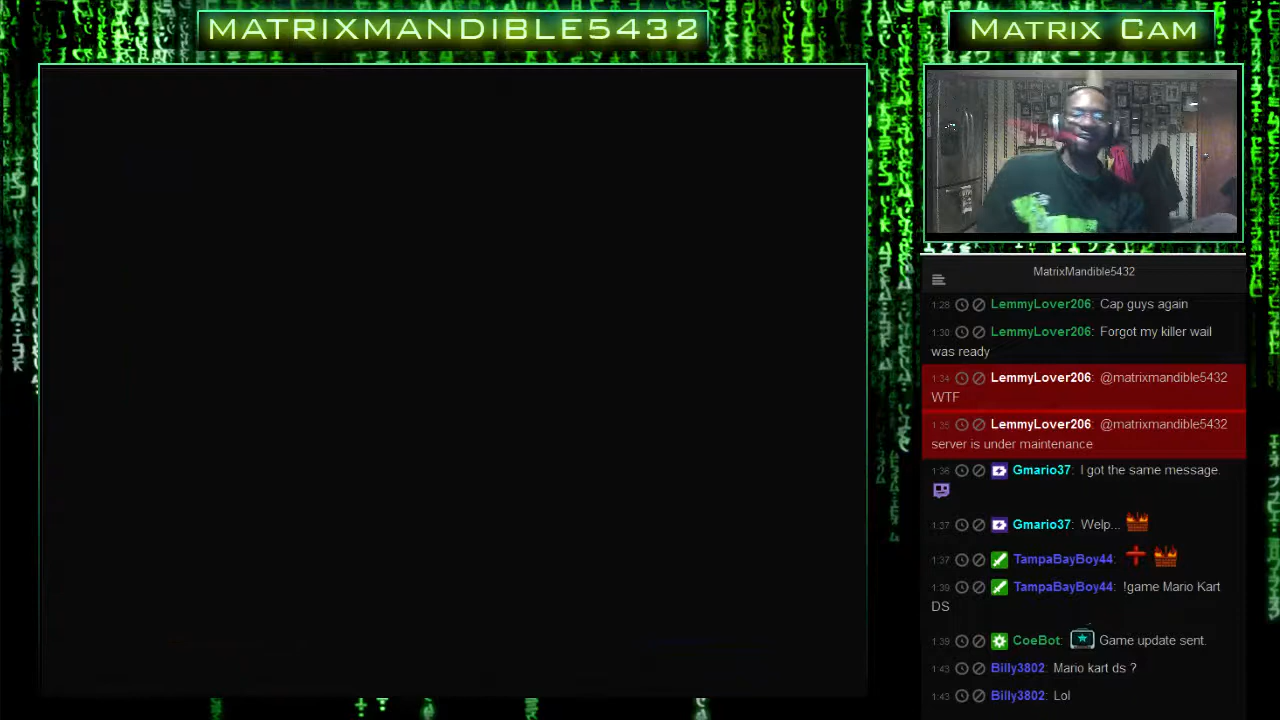 MATRIXMANDIBLE5432
Matrix Cam
MatrixMandible5432
1:28 LemmyLover206: Cap guys again
1:30 LemmyLover206: Forgot my killer wail
was ready
1:34 LemmyLover206: @matrixmandible5432
WTF
1:35 LemmyLover206: @matrixmandible5432
server is under maintenance
1:36 Gmario37: I got the same message.
1:37 Gmario37: Welp...
1:37 TampaBayBoy44:
1:39 TampaBayBoy44: !game Mario Kart
DS
1:39 CoeBot: Game update sent.
1:43 Billy3802: Mario kart ds ?
1:43 Billy3802: Lol